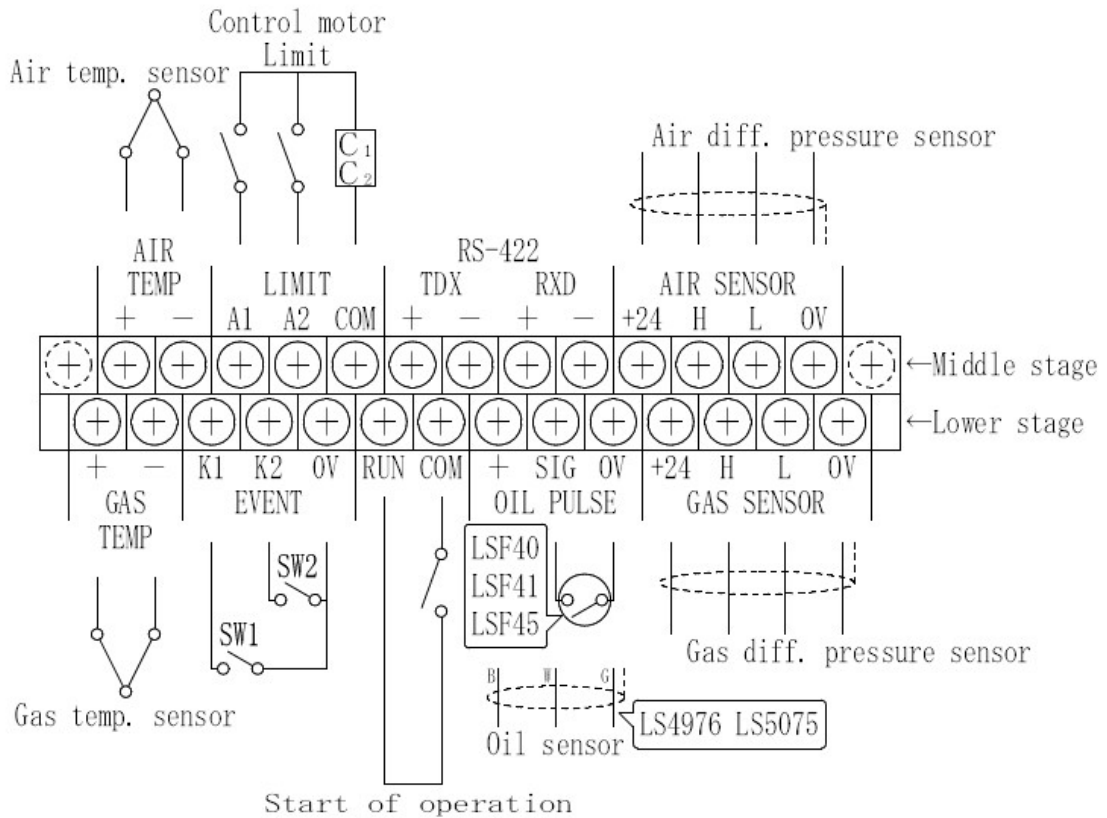 Control motor
Limit
Air temp. sensor
C1
C2
Air diff. pressure sensor
AIR
TEMP
LIMIT
RS-422
TDX
RXD
AIR SENSOR
+ − A1 A2 COM + − + − +24 H L 0V
←Middle stage
←Lower stage
+ − K1 K2 0V RUN COM + SIG 0V +24 H L 0V
GAS
TEMP
EVENT
OIL PULSE
GAS SENSOR
SW2
SW1
LSF40
LSF41
LSF45
Gas temp. sensor
Gas diff. pressure sensor
B W G
LS4976 LS5075
Oil sensor
Start of operation